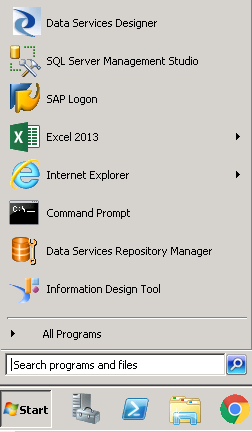 Data Services Designer
SQL Server Management Studio
SAP Logon
Excel 2013
Internet Explorer
C:\_
Command Prompt
Data Services Repository Manager
Information Design Tool
All Programs
Search programs and files
Start